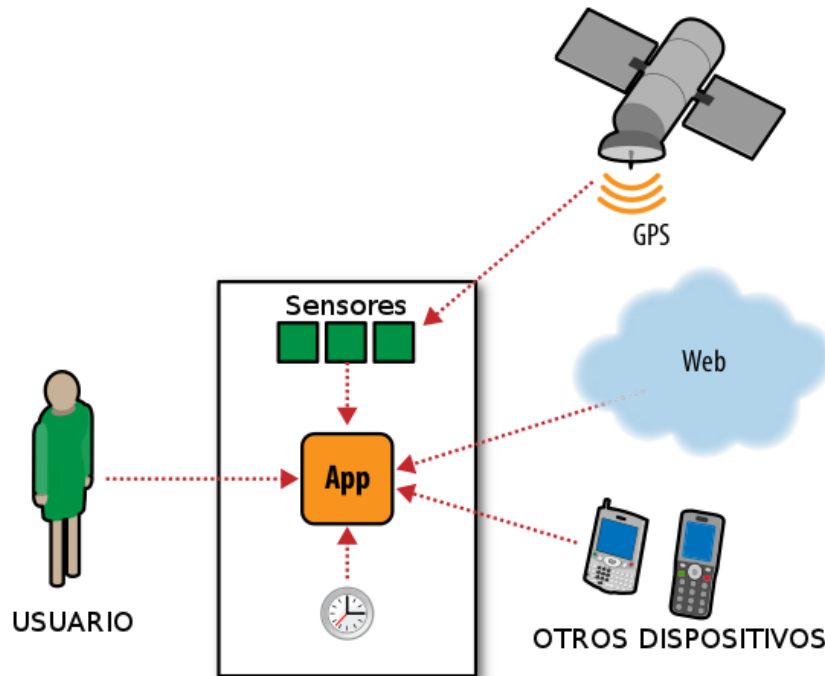 GPS
Sensores
Web
App
USUARIO
OTROS DISPOSITIVOS